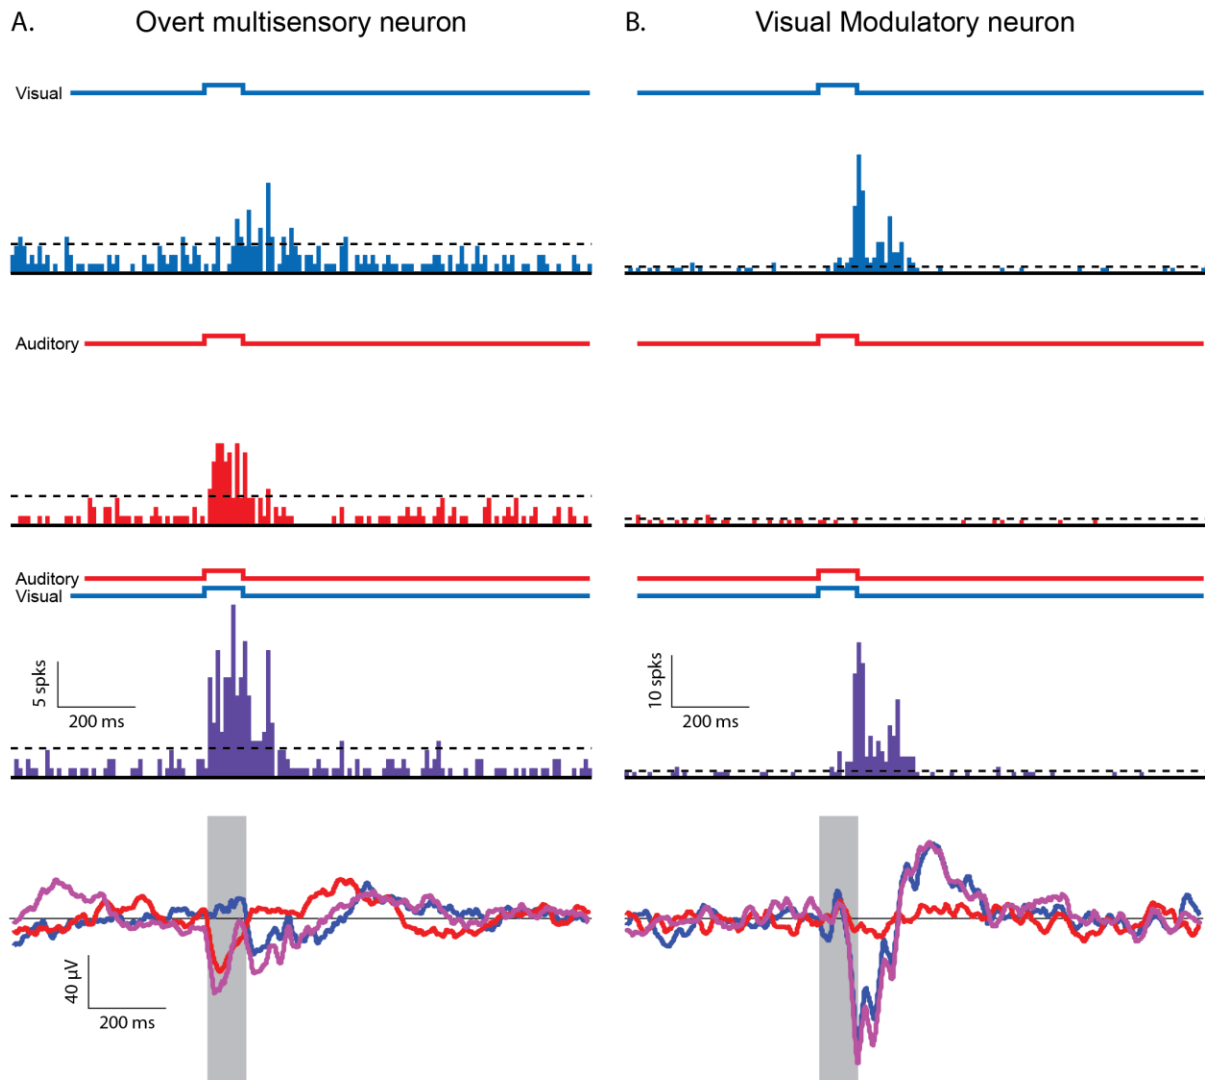 A. Overt multisensory neuron
B. Visual Modulatory neuron
Visual
Auditory
Auditory
Visual
5 spks
200 ms
10 spks
200 ms
40 µV
200 ms